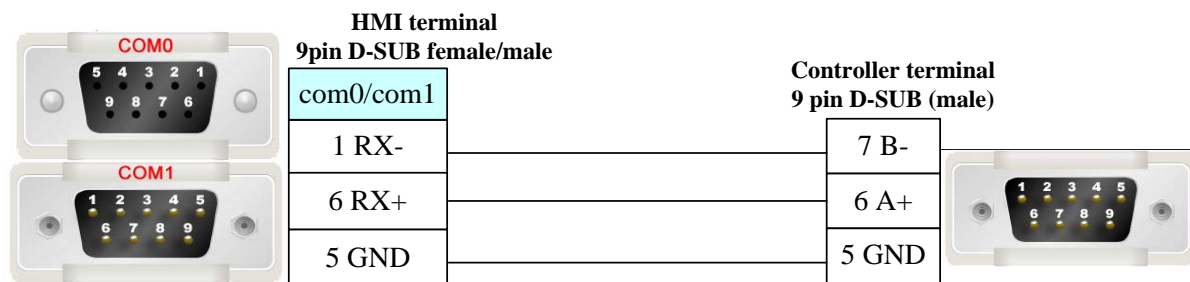 HMI terminal
9pin D-SUB female/male
COM0
5 4 3 2 1
9 8 7 6
com0/com1
1 RX-
6 RX+
5 GND
COM1
1 2 3 4 5
6 7 8 9
Controller terminal
9 pin D-SUB (male)
7 B-
6 A+
5 GND
1 2 3 4 5
6 7 8 9